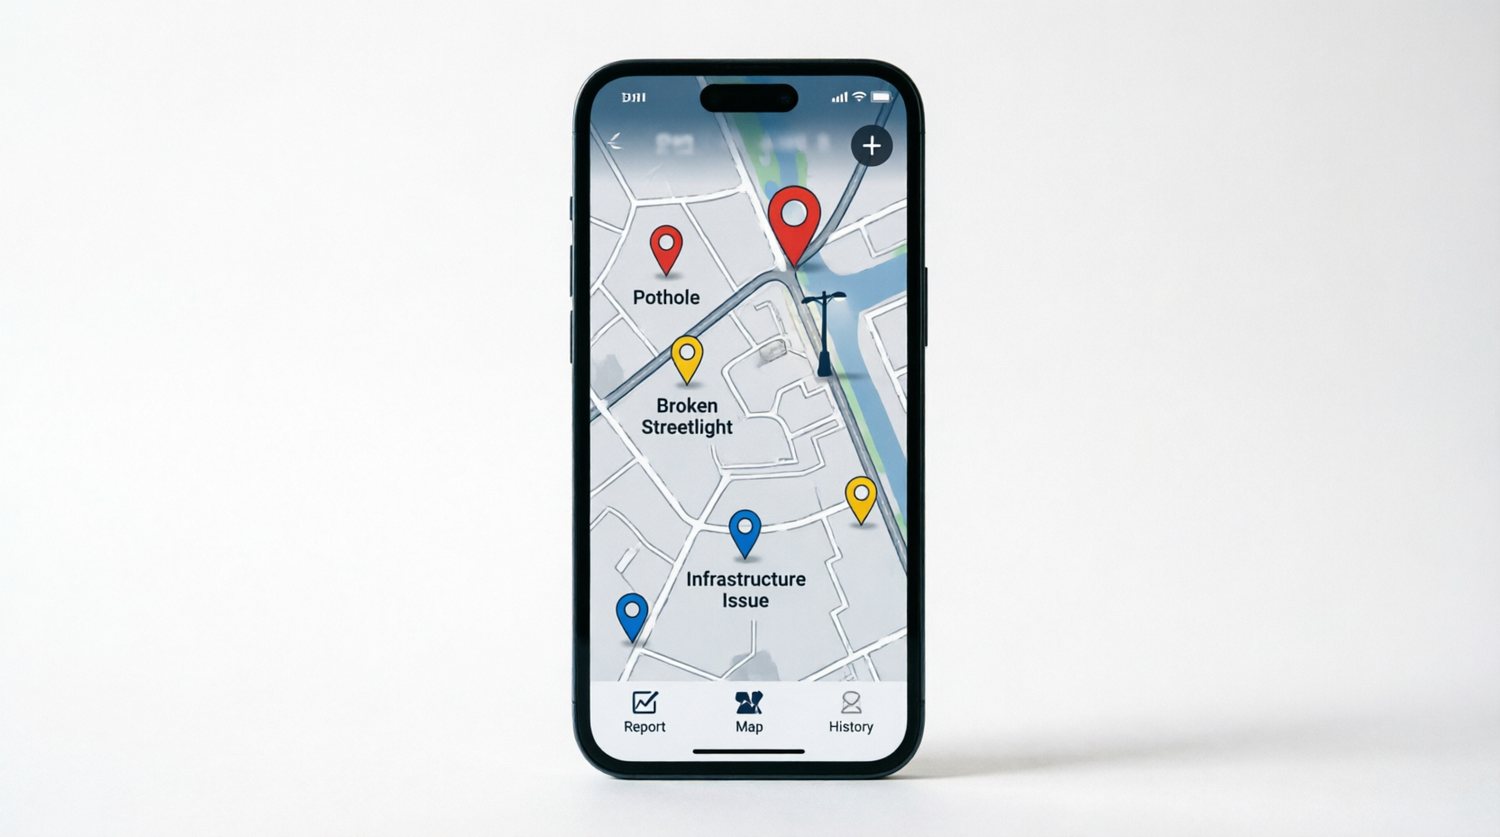 Pothole
Broken
Streetlight
Infrastructure
Issue
Report
Map
History